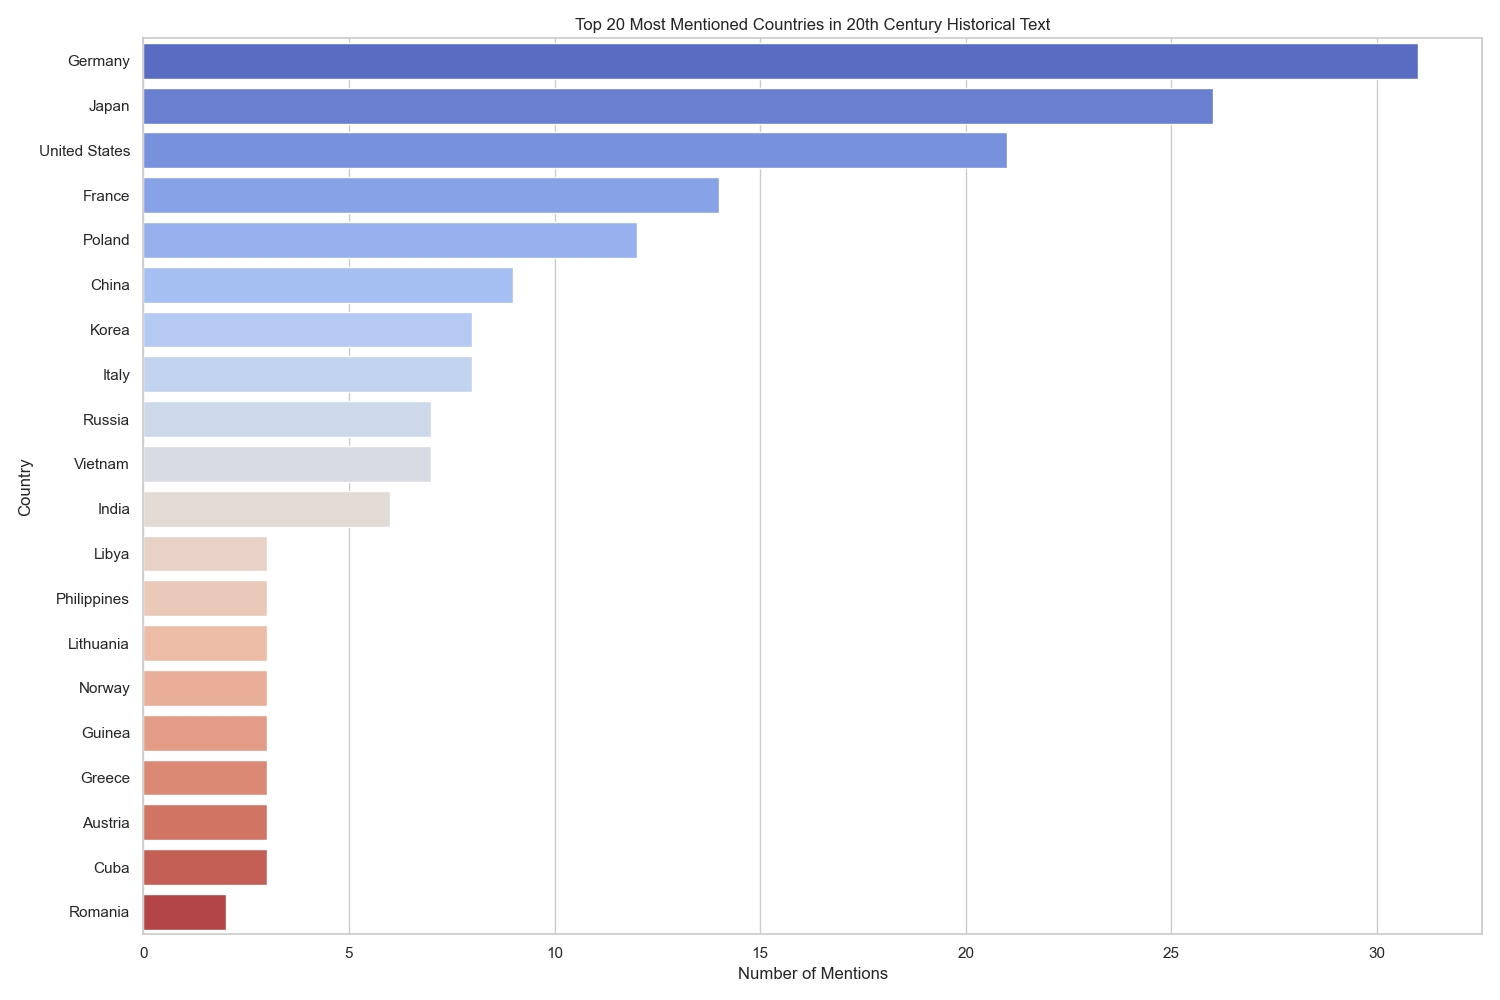 Top 20 Most Mentioned Countries in 20th Century Historical Text
Germany
Japan
United States
France
Poland
China
Korea
Italy
Russia
Vietnam
India
Libya
Philippines
Lithuania
Norway
Guinea
Greece
Austria
Cuba
Romania
Country
0 5 10 15 20 25 30
Number of Mentions